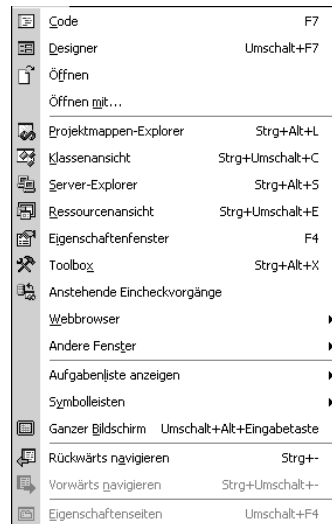 Code F7
Designer Umschalt+F7
Öffnen
Öffnen mit...
Projektmappen-Explorer Strg+Alt+L
Klassenansicht Strg+Umschalt+C
Server-Explorer Strg+Alt+S
Ressourcenansicht Strg+Umschalt+E
Eigenschaftenfenster F4
Toolbox Strg+Alt+X
Anstehende Eincheckvorgänge
Webbrowser
Andere Fenster
Aufgabenliste anzeigen
Symbolleisten
Ganzer Bildschirm Umschalt+Alt+Eingabetaste
Rückwärts navigieren Strg+-
Vorwärts navigieren Strg+Umschalt+-
Eigenschaftenseiten Umschalt+F4